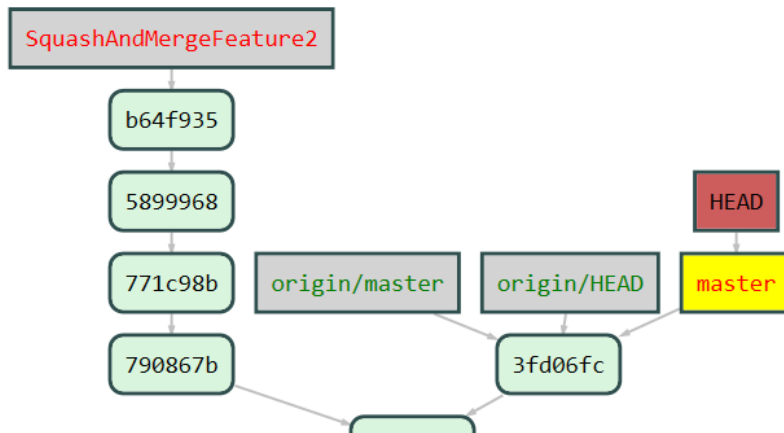 SquashAndMergeFeature2
b64f935
5899968
HEAD
771c98b
origin/master
origin/HEAD
master
790867b
3fd06fc